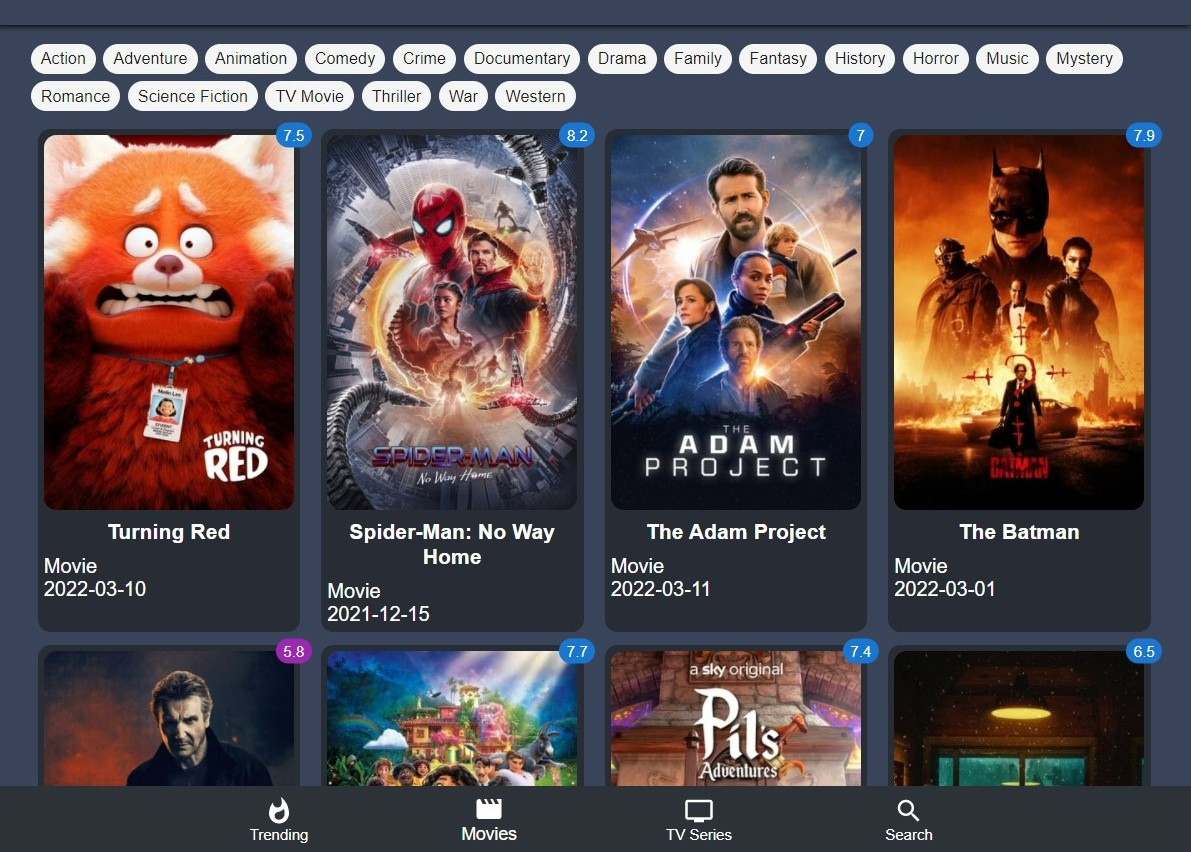 Action Adventure Animation Comedy Crime Documentary Drama Family Fantasy History Horror Music Mystery
Romance Science Fiction TV Movie Thriller War Western
7.5 8.2 7 7.9
Meilin Lee
STUDENT
TURNING
RED
SPIDER-MAN
No Way Home
THE
ADAM
PROJECT
THE
BATMAN
Turning Red
Movie
2022-03-10
Spider-Man: No Way
Home
Movie
2021-12-15
The Adam Project
Movie
2022-03-11
The Batman
Movie
2022-03-01
5.8 7.7 7.4 6.5
a sky original
Pil's
Adventures
Trending Movies TV Series Search